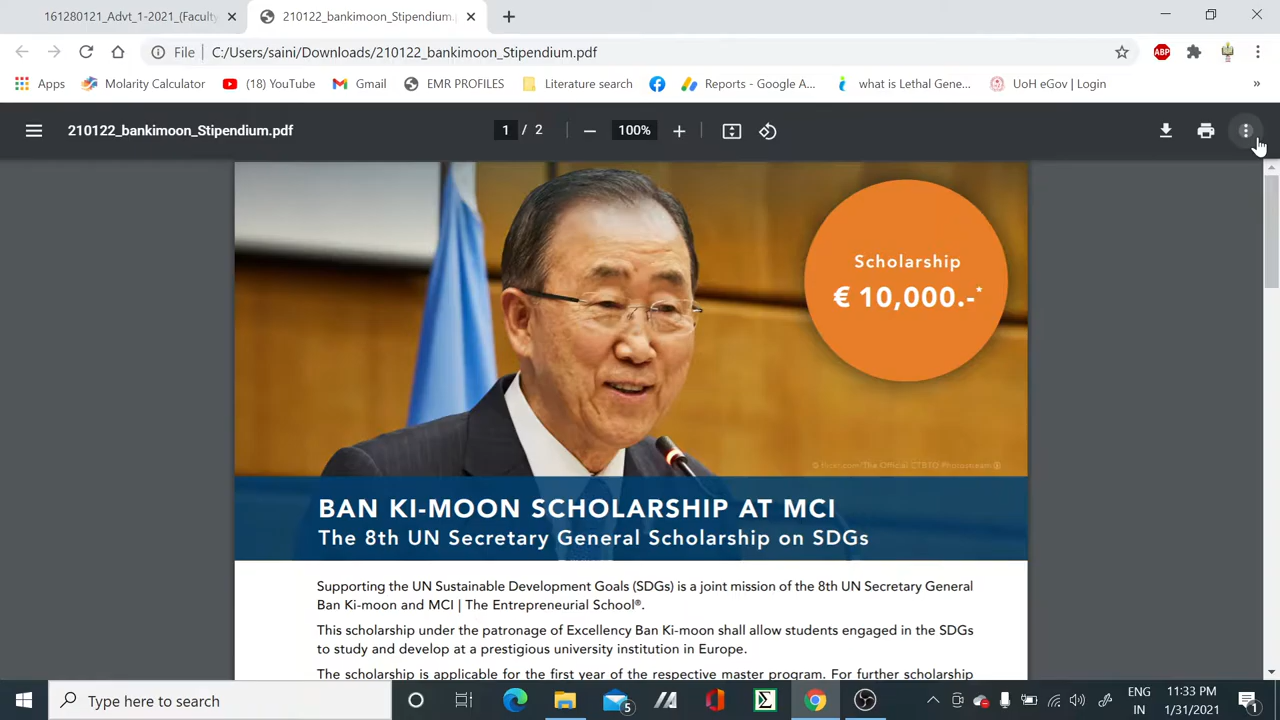 161280121_Advt_1-2021_(Faculty
210122_bankimoon_Stipendium.pdf
File
C:/Users/saini/Downloads/210122_bankimoon_Stipendium.pdf
ABP
Apps
Molarity Calculator
(18) YouTube
Gmail
EMR PROFILES
Literature search
Reports - Google A...
what is Lethal Gene...
UoH eGov | Login
»
210122_bankimoon_Stipendium.pdf
1 / 2
100%
Scholarship
€ 10,000.-*
BAN KI-MOON SCHOLARSHIP AT MCI
The 8th UN Secretary General Scholarship on SDGs
Supporting the UN Sustainable Development Goals (SDGs) is a joint mission of the 8th UN Secretary General
Ban Ki-moon and MCI | The Entrepreneurial School®.
This scholarship under the patronage of Excellency Ban Ki-moon shall allow students engaged in the SDGs
to study and develop at a prestigious university institution in Europe.
The scholarship is applicable for the first year of the respective master program. For further scholarship
Type here to search
5
ENG
IN
11:33 PM
1/31/2021
1